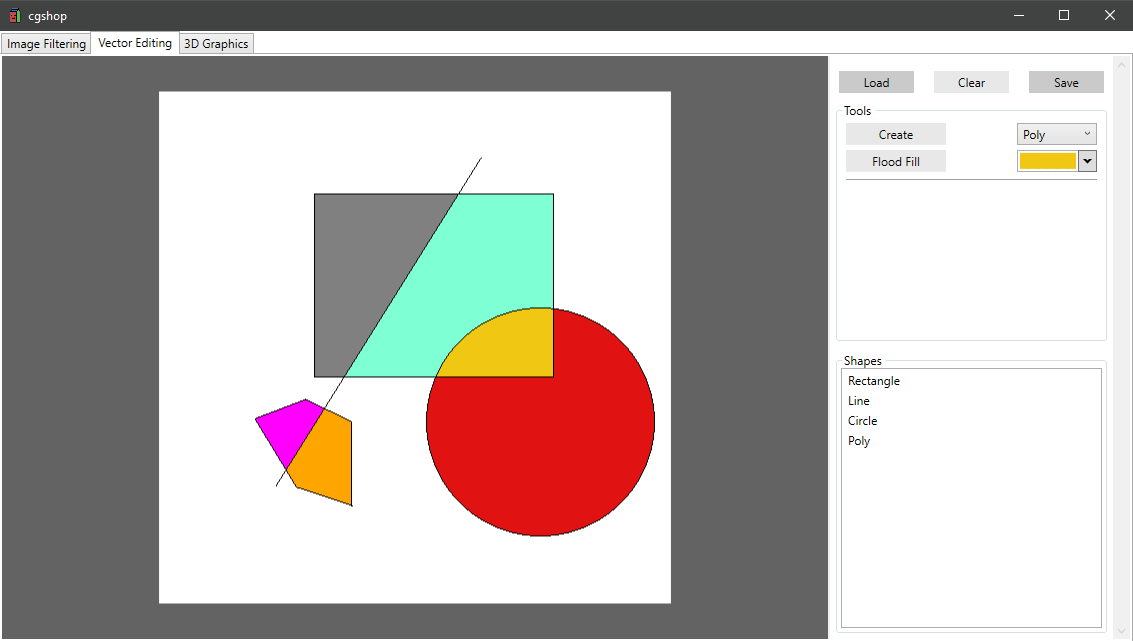 cgshop
Image Filtering Vector Editing 3D Graphics
Load Clear Save
Tools
Create Poly
Flood Fill
Shapes
Rectangle
Line
Circle
Poly